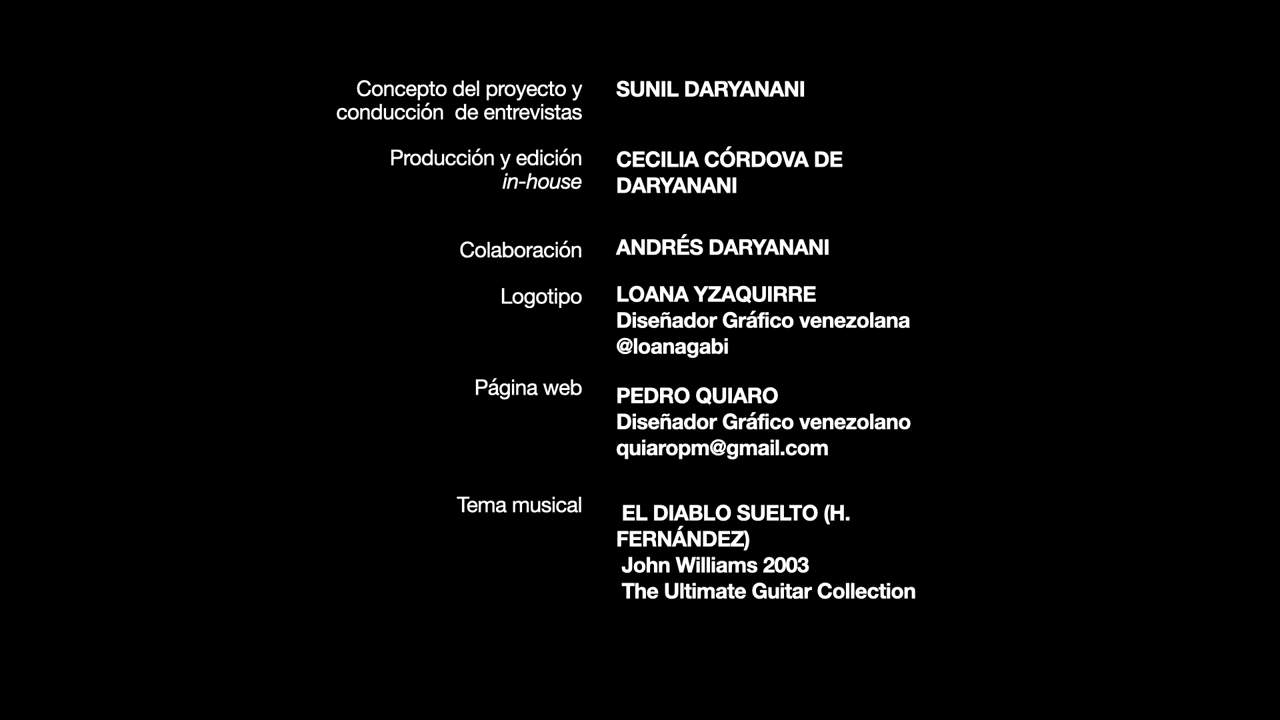 Concepto del proyecto y
conducción de entrevistas
SUNIL DARYANANI
Producción y edición
in-house
CECILIA CÓRDOVA DE
DARYANANI
Colaboración
ANDRÉS DARYANANI
Logotipo
LOANA YZAQUIRRE
Diseñador Gráfico venezolana
@loanagabi
Página web
PEDRO QUIARO
Diseñador Gráfico venezolano
quiaropm@gmail.com
Tema musical
EL DIABLO SUELTO (H.
FERNÁNDEZ)
John Williams 2003
The Ultimate Guitar Collection